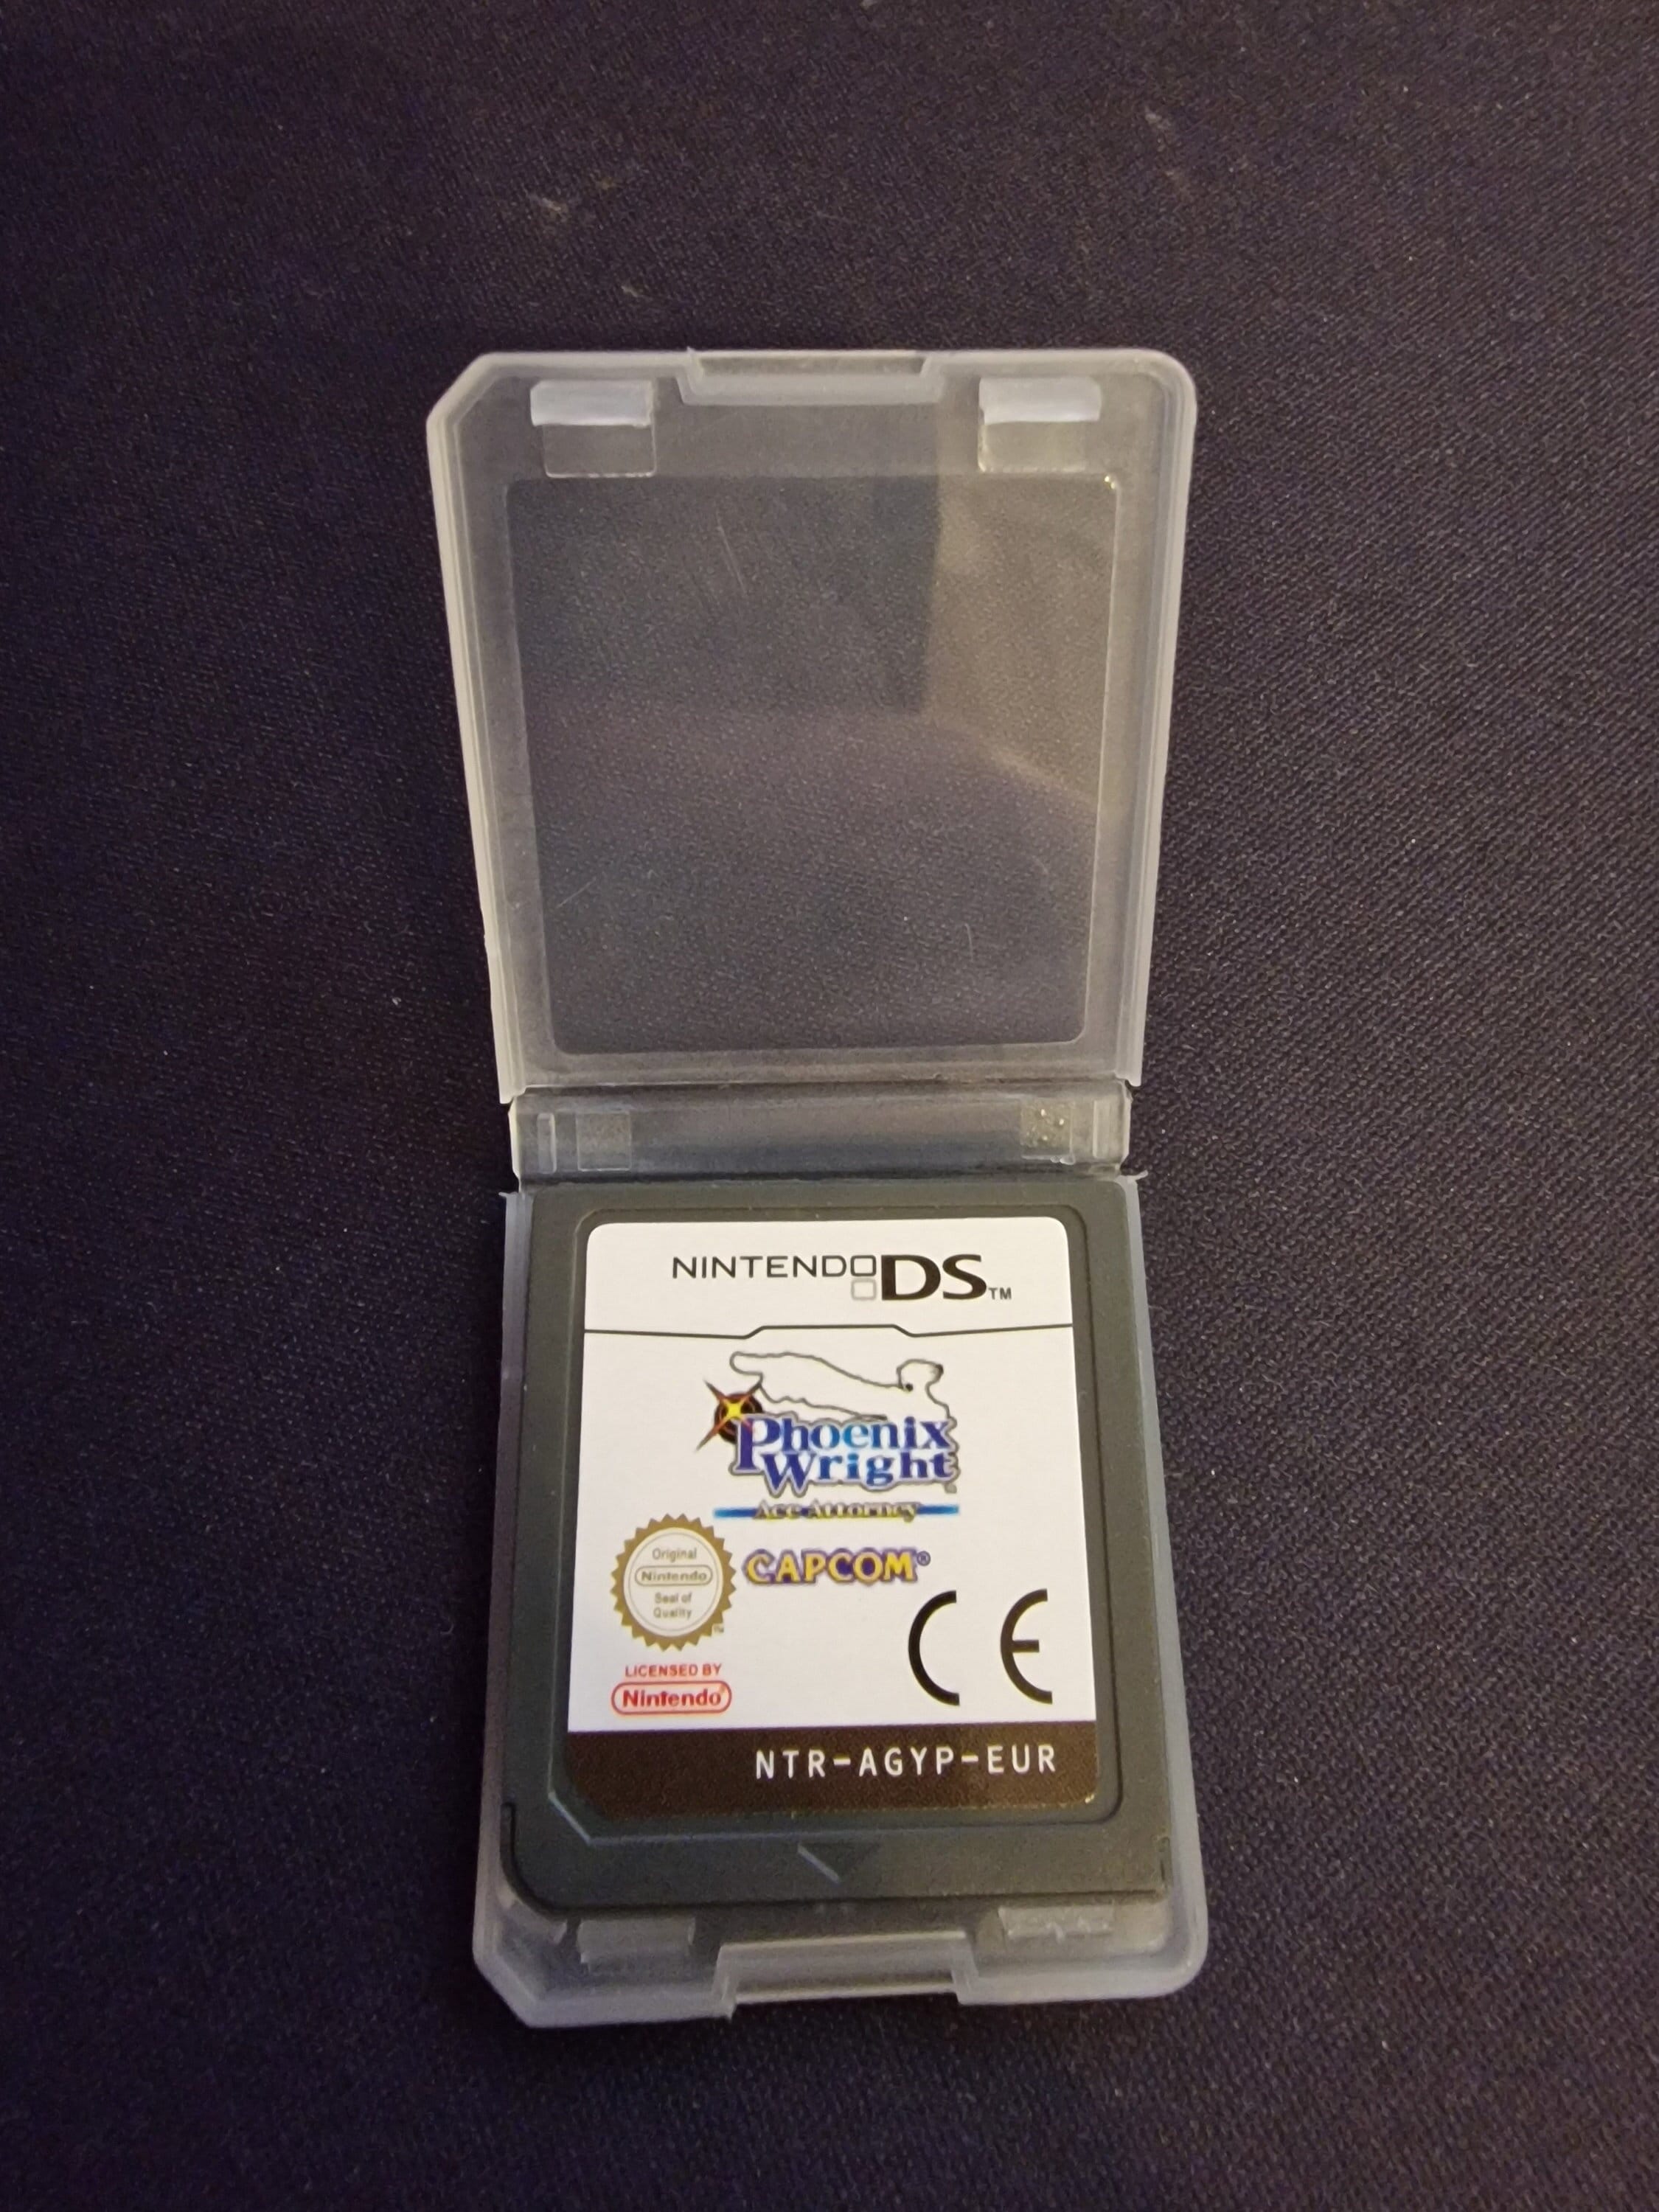 NINTENDO DS™
Phoenix
Wright
Ace Attorney
CAPCOM®
Original
Nintendo
Seal of
Quality
TM
CE
LICENSED BY
Nintendo®
NTR-AGYP-EUR